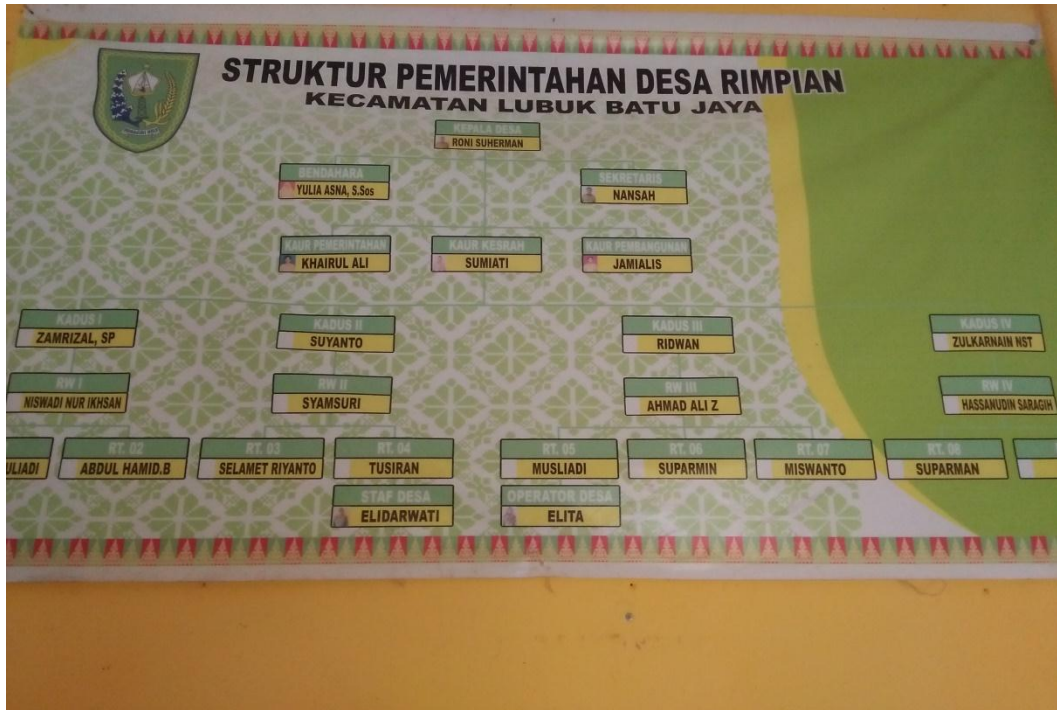 STRUKTUR PEMERINTAHAN DESA RIMPIAN
KECAMATAN LUBUK BATU JAYA
KEPALA DESA
RONI SUHERMAN
BENDAHARA
YULIA ASNA, S.Sos
SEKRETARIS
NANSAH
KAUR PEMERINTAHAN
KHAIRUL ALI
KAUR KESRAH
SUMIATI
KAUR PEMBANGUNAN
JAMIALIS
KADUS I
ZAMRIZAL, SP
KADUS II
SUYANTO
KADUS III
RIDWAN
KADUS IV
ZULKARNAIN NST
RW I
NISWADI NUR IKHSAN
RW II
SYAMSURI
RW III
AHMAD ALI Z
RW IV
HASSANUDIN SARAGIH
ULIADI
RT. 02
ABDUL HAMID.B
RT. 03
SELAMET RIYANTO
RT. 04
TUSIRAN
RT. 05
MUSLIADI
RT. 06
SUPARMIN
RT. 07
MISWANTO
RT. 08
SUPARMAN
STAF DESA
ELIDARWATI
OPERATOR DESA
ELITA